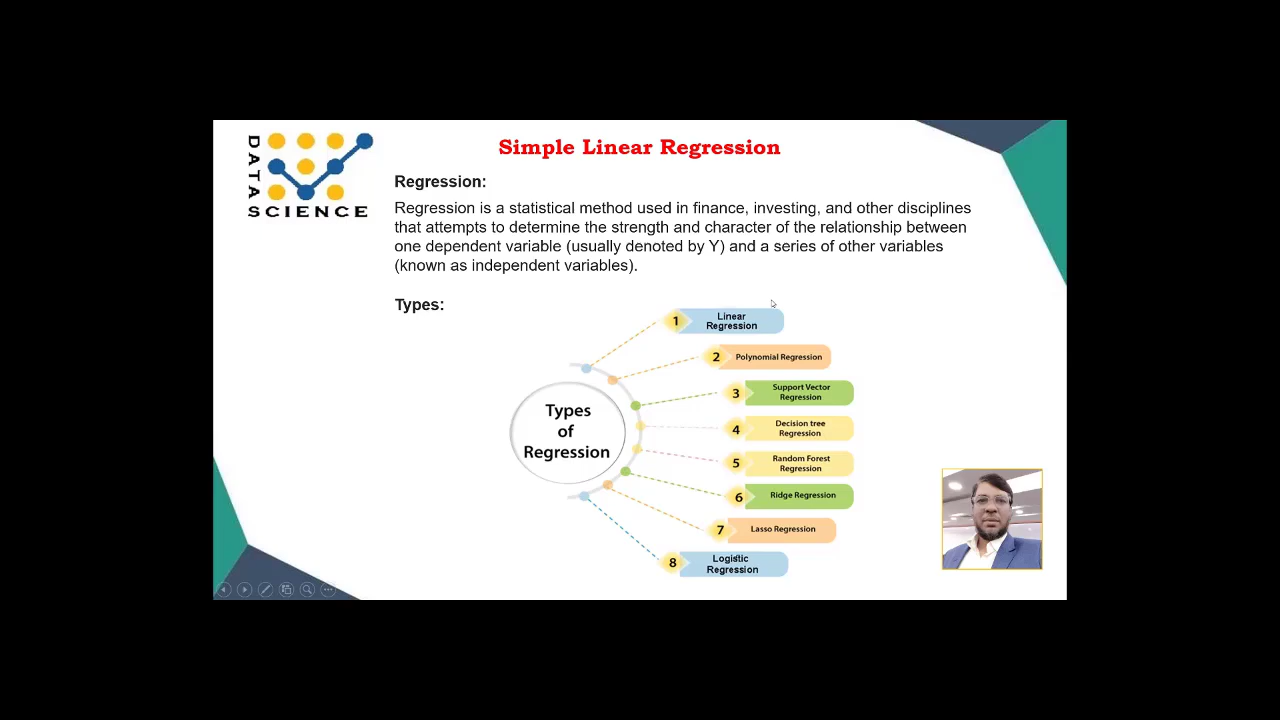 DATA
SCIENCE
Simple Linear Regression
Regression:
Regression is a statistical method used in finance, investing, and other disciplines
that attempts to determine the strength and character of the relationship between
one dependent variable (usually denoted by Y) and a series of other variables
(known as independent variables).
Types:
Types
of
Regression
1
Linear
Regression
2
Polynomial Regression
3
Support Vector
Regression
4
Decision tree
Regression
5
Random Forest
Regression
6
Ridge Regression
7
Lasso Regression
8
Logistic
Regression